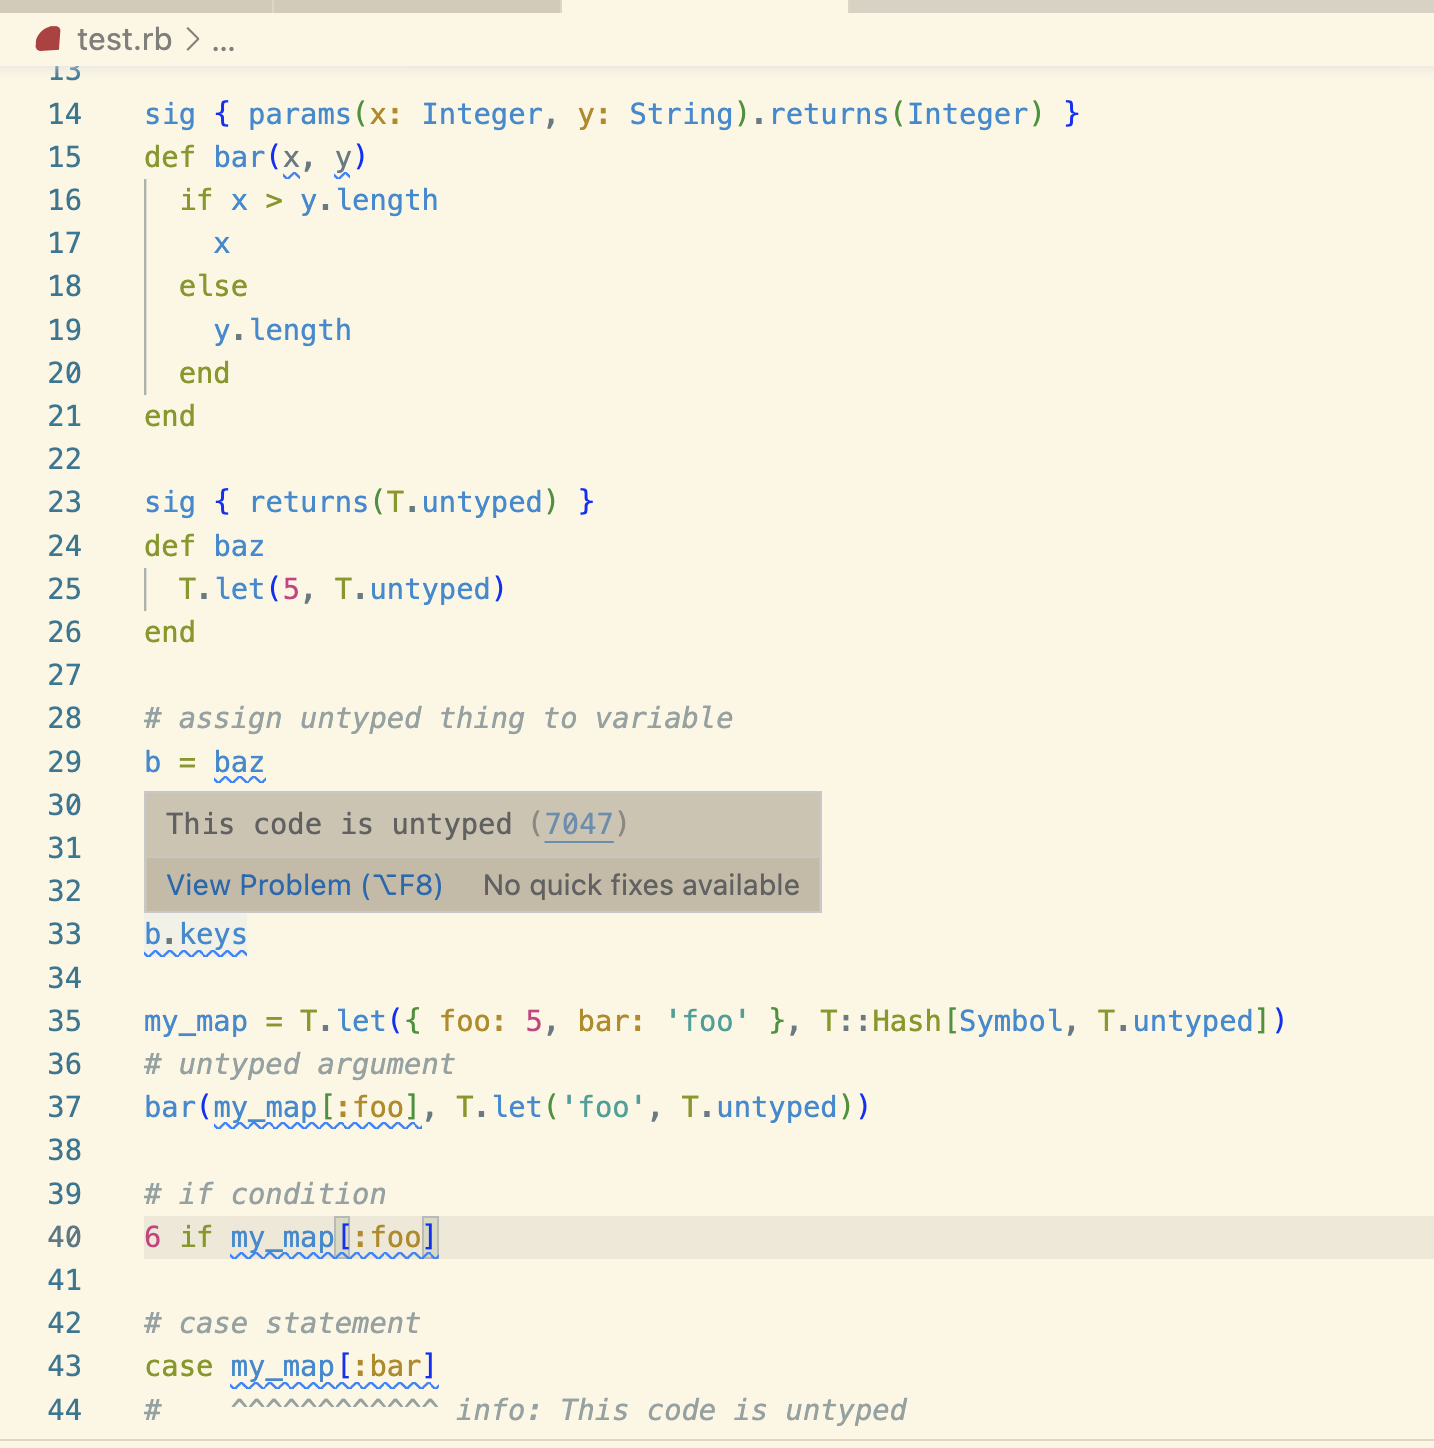 test.rb > ...
13
14 sig { params(x: Integer, y: String).returns(Integer) }
15 def bar(x, y)
16   if x > y.length
17     x
18   else
19     y.length
20   end
21 end
22
23 sig { returns(T.untyped) }
24 def baz
25   T.let(5, T.untyped)
26 end
27
28 # assign untyped thing to variable
29 b = baz
30
This code is untyped (7047)
31
32
View Problem (⌥F8) No quick fixes available
33 b.keys
34
35 my_map = T.let({ foo: 5, bar: 'foo' }, T::Hash[Symbol, T.untyped])
36 # untyped argument
37 bar(my_map[:foo], T.let('foo', T.untyped))
38
39 # if condition
40 6 if my_map[:foo]
41
42 # case statement
43 case my_map[:bar]
44 #    ^^^^^^^^^^^^ info: This code is untyped